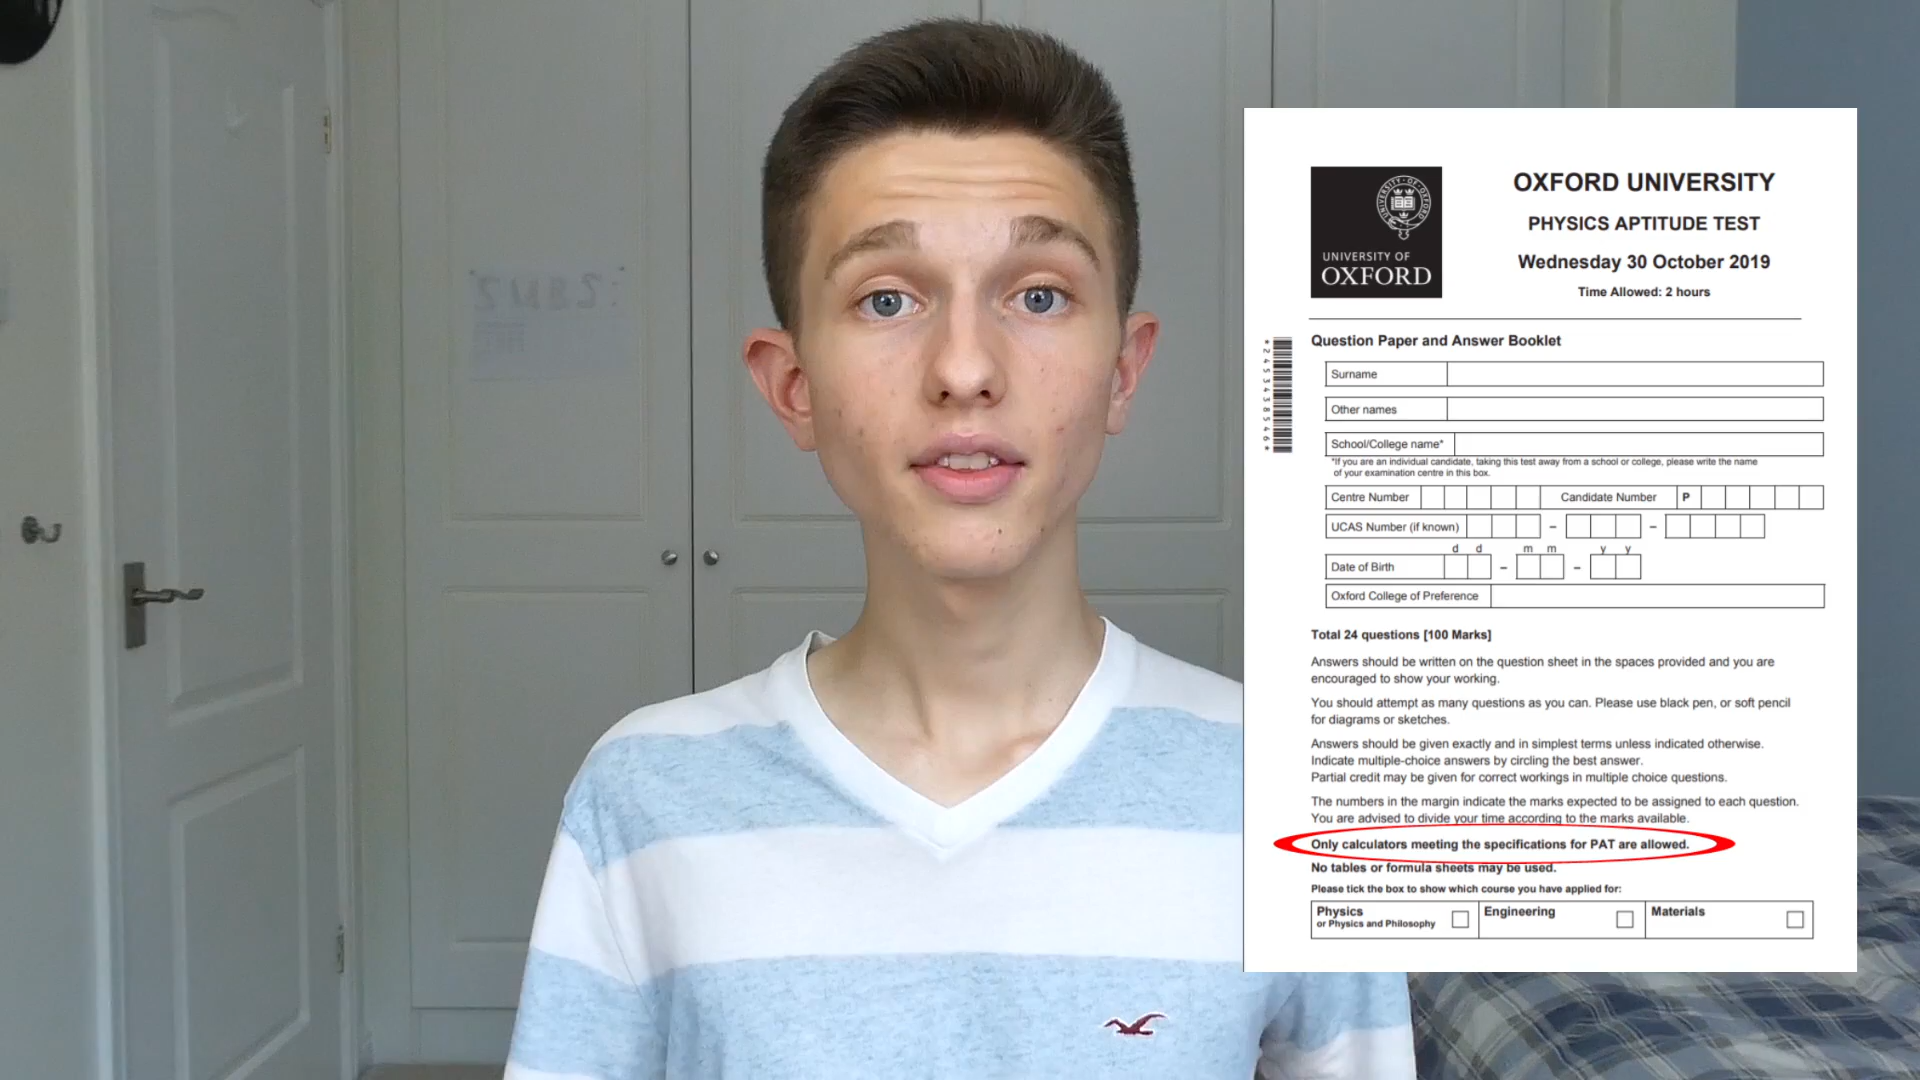 SUBS:
UNIVERSITY OF OXFORD
UNIVERSITY OF
OXFORD
OXFORD UNIVERSITY
PHYSICS APTITUDE TEST
Wednesday 30 October 2019
Time Allowed: 2 hours
*2453438546*
Question Paper and Answer Booklet
Surname
Other names
School/College name*
*If you are an individual candidate, taking this test away from a school or college, please write the name
of your examination centre in this box.
Centre Number Candidate Number P
UCAS Number (if known) – –
d d m m y y
Date of Birth – –
Oxford College of Preference
Total 24 questions [100 Marks]
Answers should be written on the question sheet in the spaces provided and you are
encouraged to show your working.
You should attempt as many questions as you can. Please use black pen, or soft pencil
for diagrams or sketches.
Answers should be given exactly and in simplest terms unless indicated otherwise.
Indicate multiple-choice answers by circling the best answer.
Partial credit may be given for correct workings in multiple choice questions.
The numbers in the margin indicate the marks expected to be assigned to each question.
You are advised to divide your time according to the marks available.
Only calculators meeting the specifications for PAT are allowed.
No tables or formula sheets may be used.
Please tick the box to show which course you have applied for:
Physics
or Physics and Philosophy
Engineering
Materials